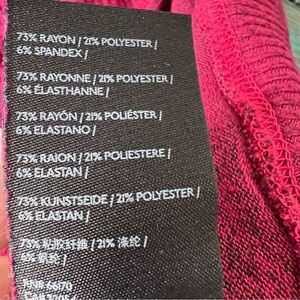 73% RAYON / 21% POLYESTER /
6% SPANDEX /
73% RAYONNE / 21% POLYESTER /
6% ÉLASTHANNE /
73% RAYÓN / 21% POLIÉSTER /
6% ELASTANO /
73% RAION / 21% POLIESTERE /
6% ELASTAN /
73% KUNSTSEIDE / 21% POLYESTER /
6% ELASTAN /
73% 粘胶纤维 / 21% 涤纶 /
6% 氨纶 /
RN# 66170